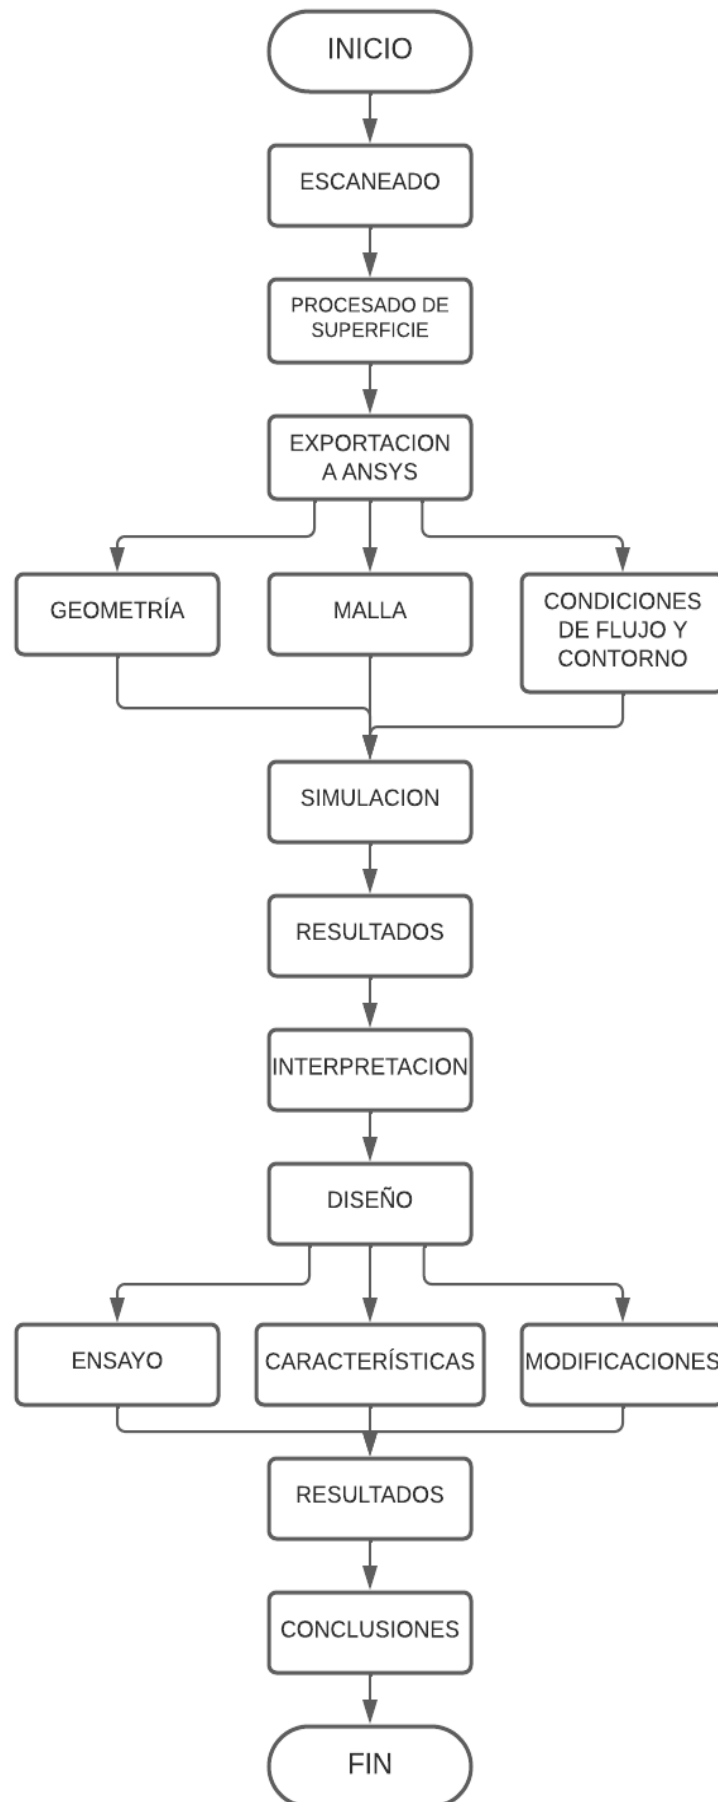 INICIO
ESCANEADO
PROCESADO DE
SUPERFICIE
EXPORTACION
A ANSYS
GEOMETRÍA
MALLA
CONDICIONES
DE FLUJO Y
CONTORNO
SIMULACION
RESULTADOS
INTERPRETACION
DISEÑO
ENSAYO
CARACTERÍSTICAS
MODIFICACIONES
RESULTADOS
CONCLUSIONES
FIN